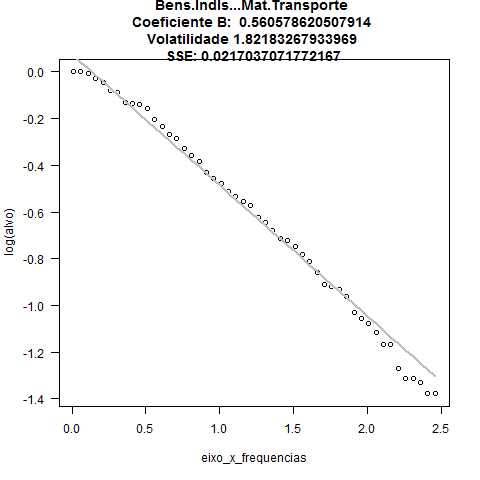 Bens.Indis...Mat.Transporte
Coeficiente B:  0.560578620507914
Volatilidade 1.82183267933969
SSE: 0.0217037071772167
0.0
-0.2
-0.4
-0.6
-0.8
-1.0
-1.2
-1.4
log(alvo)
0.0
0.5
1.0
1.5
2.0
2.5
eixo_x_frequencias